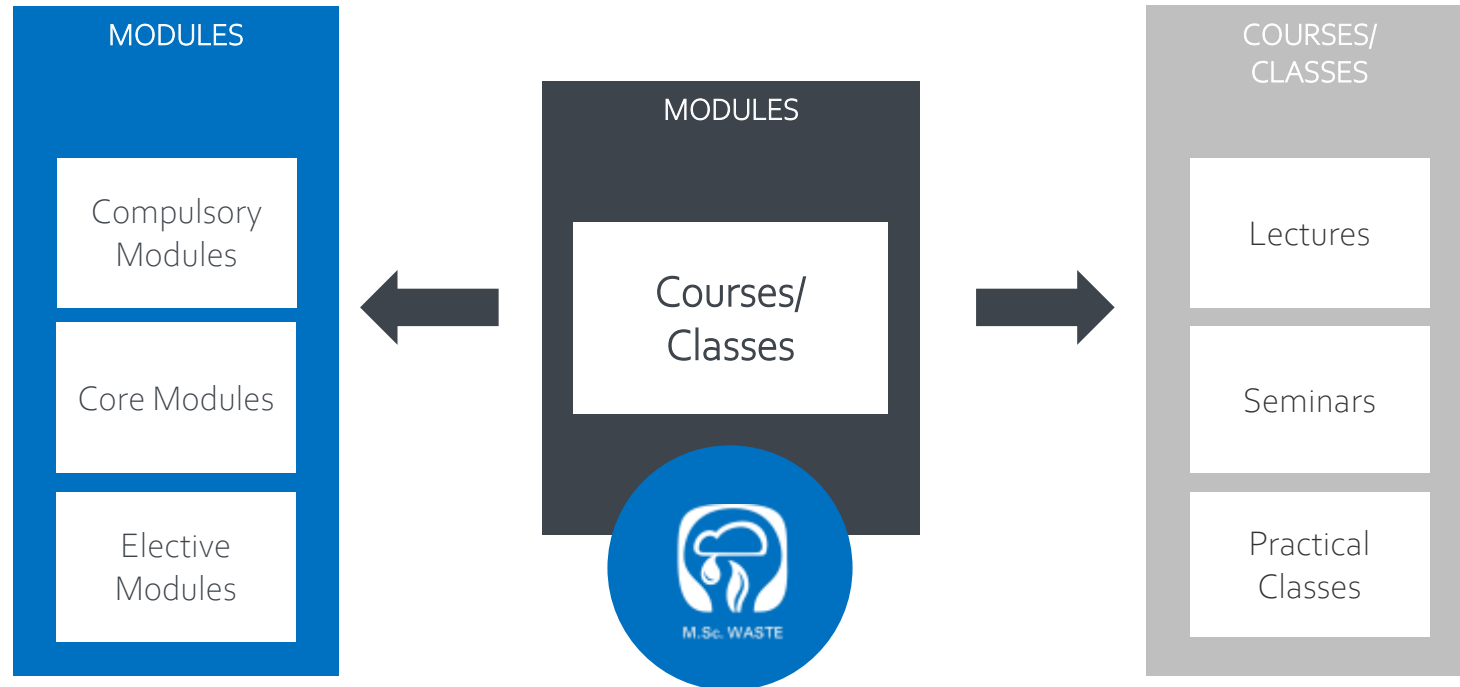 MODULES
Compulsory
Modules
Core Modules
Elective
Modules
MODULES
Courses/
Classes
M.Sc. WASTE
COURSES/
CLASSES
Lectures
Seminars
Practical
Classes